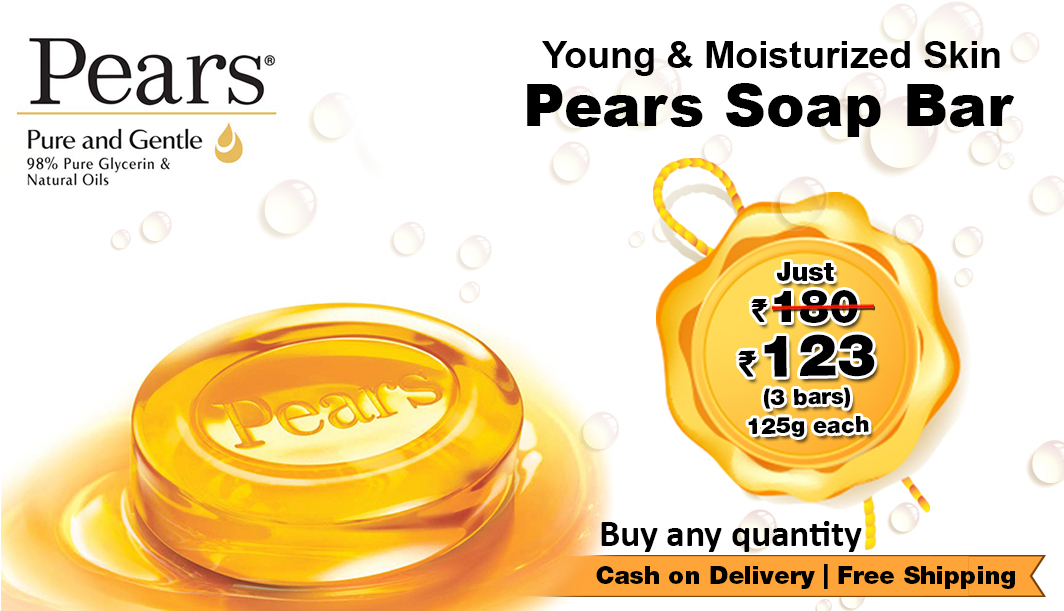 Pears®
Pure and Gentle
98% Pure Glycerin &
Natural Oils
Young & Moisturized Skin
Pears Soap Bar
Just
₹180
₹123
(3 bars)
125g each
Pears
Buy any quantity
Cash on Delivery | Free Shipping